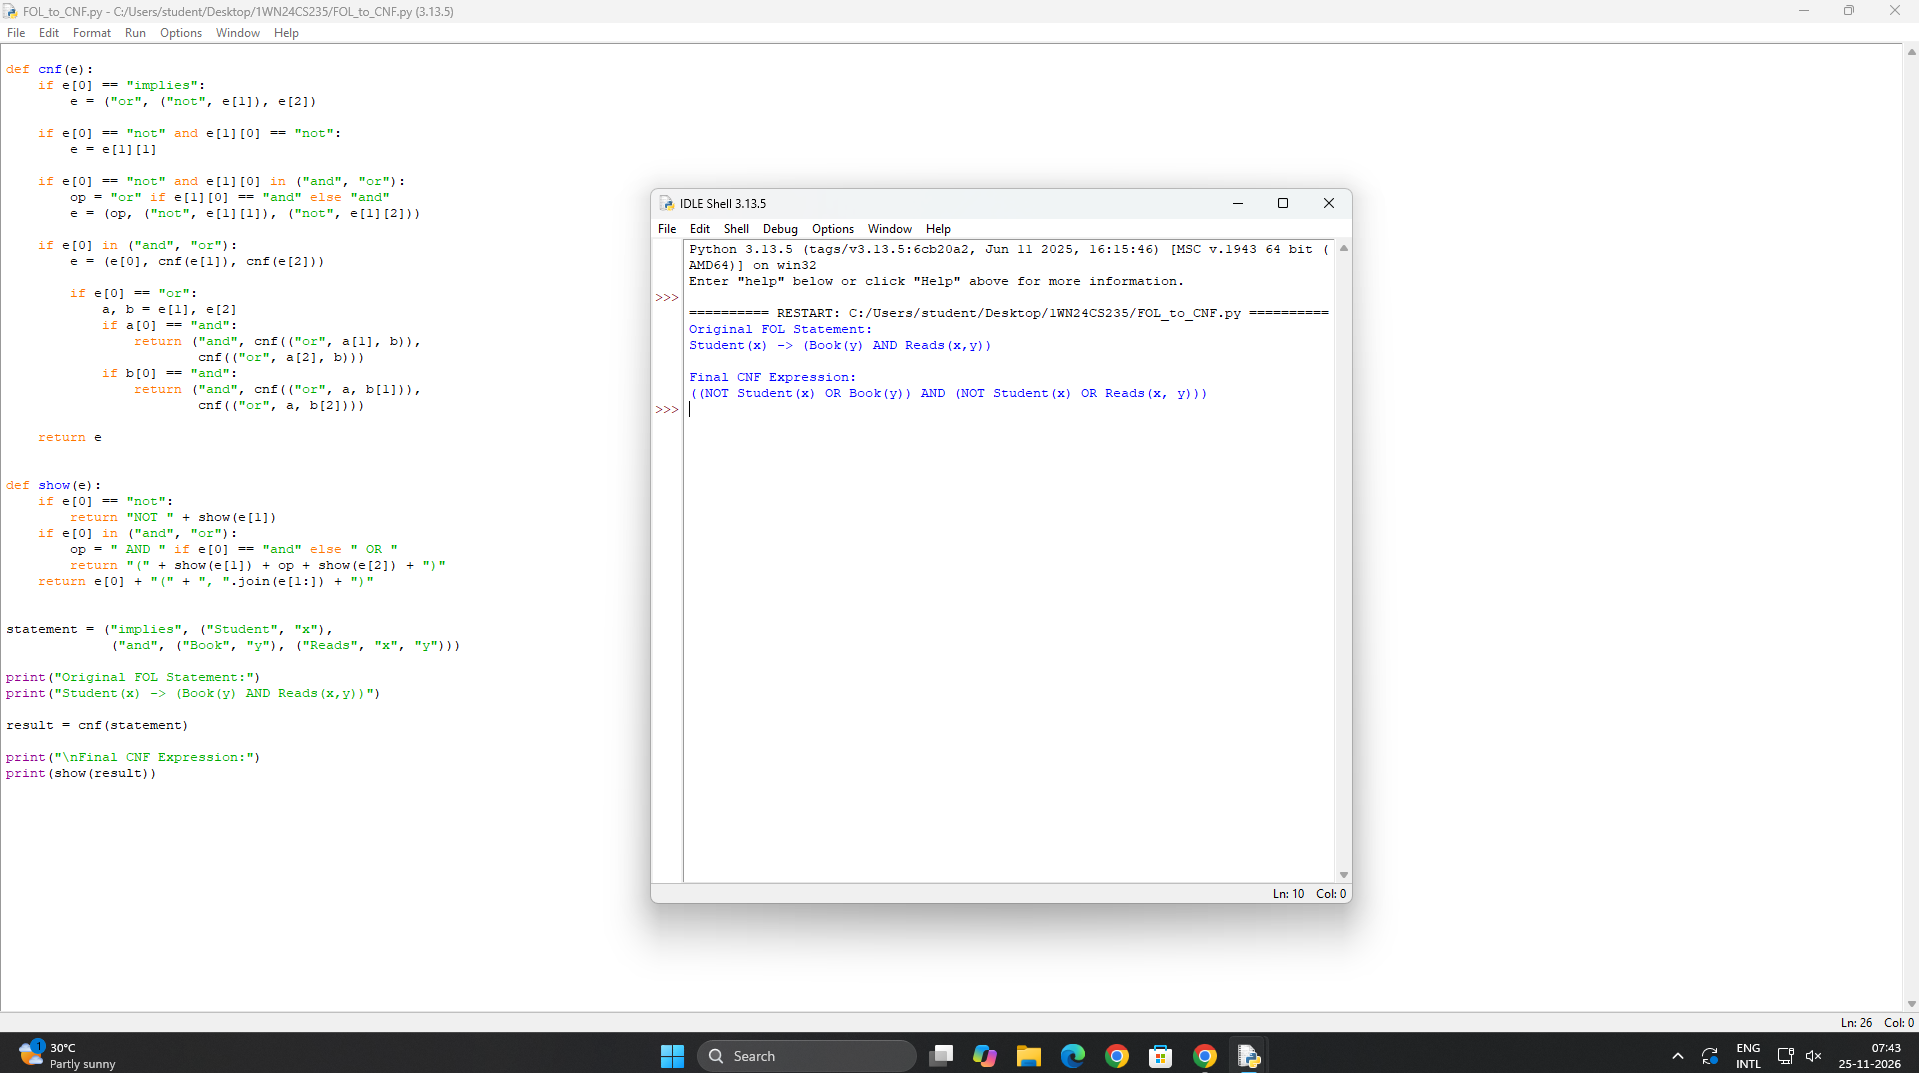 FOL_to_CNF.py - C:/Users/student/Desktop/1WN24CS235/FOL_to_CNF.py (3.13.5)
File Edit Format Run Options Window Help
def cnf(e):
    if e[0] == "implies":
        e = ("or", ("not", e[1]), e[2])

    if e[0] == "not" and e[1][0] == "not":
        e = e[1][1]

    if e[0] == "not" and e[1][0] in ("and", "or"):
        op = "or" if e[1][0] == "and" else "and"
        e = (op, ("not", e[1][1]), ("not", e[1][2]))

    if e[0] in ("and", "or"):
        e = (e[0], cnf(e[1]), cnf(e[2]))

        if e[0] == "or":
            a, b = e[1], e[2]
            if a[0] == "and":
                return ("and", cnf(("or", a[1], b)),
                        cnf(("or", a[2], b)))
            if b[0] == "and":
                return ("and", cnf(("or", a, b[1])),
                        cnf(("or", a, b[2])))

    return e


def show(e):
    if e[0] == "not":
        return "NOT " + show(e[1])
    if e[0] in ("and", "or"):
        op = " AND " if e[0] == "and" else " OR "
        return "(" + show(e[1]) + op + show(e[2]) + ")"
    return e[0] + "(" + ", ".join(e[1:]) + ")"


statement = ("implies", ("Student", "x"),
             ("and", ("Book", "y"), ("Reads", "x", "y")))

print("Original FOL Statement:")
print("Student(x) -> (Book(y) AND Reads(x,y))")

result = cnf(statement)

print("\nFinal CNF Expression:")
print(show(result))
IDLE Shell 3.13.5
File Edit Shell Debug Options Window Help
Python 3.13.5 (tags/v3.13.5:6cb20a2, Jun 11 2025, 16:15:46) [MSC v.1943 64 bit (
AMD64)] on win32
Enter "help" below or click "Help" above for more information.
>>>
========== RESTART: C:/Users/student/Desktop/1WN24CS235/FOL_to_CNF.py ==========
Original FOL Statement:
Student(x) -> (Book(y) AND Reads(x,y))

Final CNF Expression:
((NOT Student(x) OR Book(y)) AND (NOT Student(x) OR Reads(x, y)))
>>>
Ln: 10 Col: 0
Ln: 26 Col: 0
1
30°C
Partly sunny
Search
ENG
INTL
07:43
25-11-2026